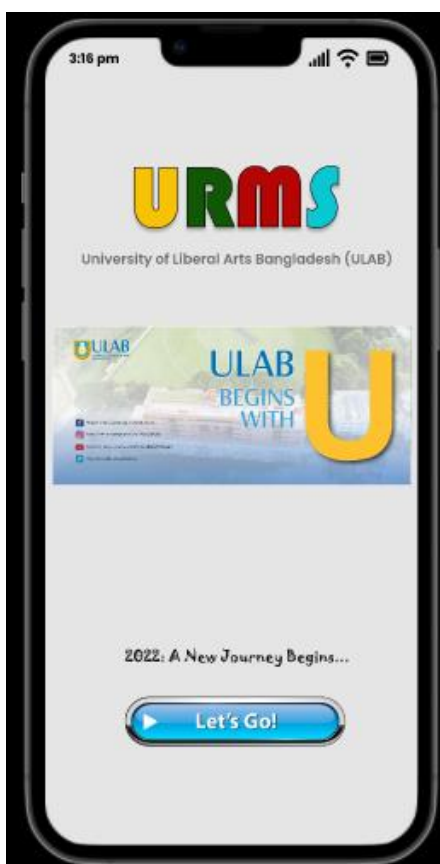 3:16 pm
URMS
University of Liberal Arts Bangladesh (ULAB)
ULAB
ULAB
BEGINS
WITH
U
2022: A New Journey Begins...
Let's Go!